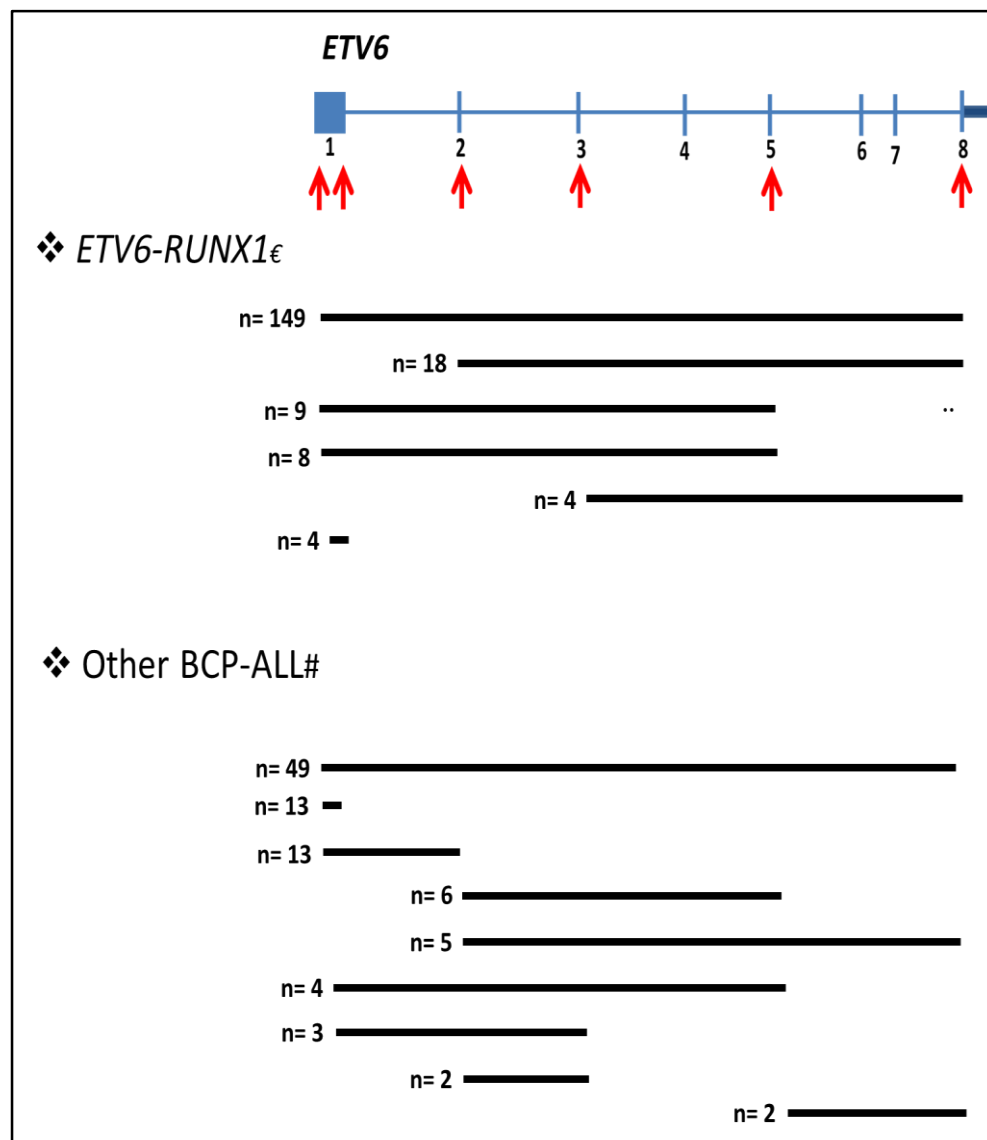 ETV6
1 2 3 4 5 6 7 8
❖ ETV6-RUNX1€
n= 149
n= 18
n= 9 ..
n= 8
n= 4
n= 4
❖ Other BCP-ALL#
n= 49
n= 13
n= 13
n= 6
n= 5
n= 4
n= 3
n= 2
n= 2